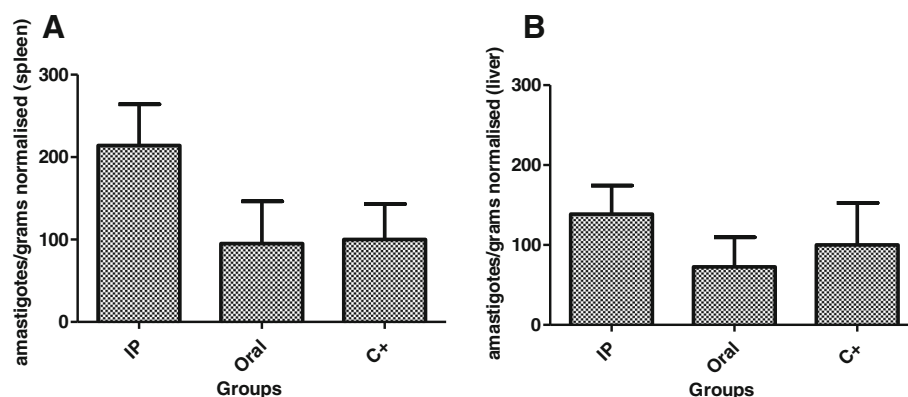 A
amastigotes/grams normalised (spleen)
300
200
100
0
IP
Oral
C+
Groups
B
amastigotes/grams normalised (liver)
300
200
100
0
IP
Oral
C+
Groups